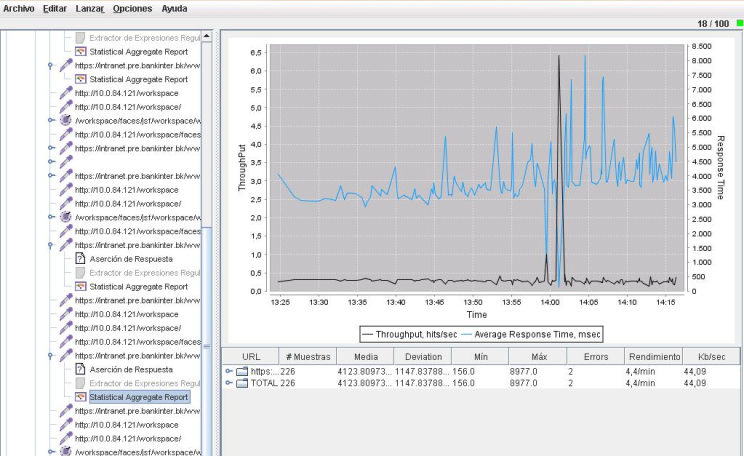 Archivo Editar Lanzar Opciones Ayuda
18 / 100
Extractor de Expresiones Regul
Statistical Aggregate Report
https://intranet.pre.bankinter.bk/ww
Statistical Aggregate Report
http://10.0.84.121/workspace
http://10.0.84.121/workspace/
/workspace/faces/jsf/workspace/w
http://10.0.84.121/workspace/faces
https://intranet.pre.bankinter.bk/ww
https://intranet.pre.bankinter.bk/ww
http://10.0.84.121/workspace
http://10.0.84.121/workspace/
/workspace/faces/jsf/workspace/w
http://10.0.84.121/workspace/faces
https://intranet.pre.bankinter.bk/ww
Aserción de Respuesta
Extractor de Expresiones Regul
Statistical Aggregate Report
https://intranet.pre.bankinter.bk/ww
http://10.0.84.121/workspace
http://10.0.84.121/workspace/
http://10.0.84.121/workspace/faces
https://intranet.pre.bankinter.bk/ww
Aserción de Respuesta
Extractor de Expresiones Regul
Statistical Aggregate Report
https://intranet.pre.bankinter.bk/ww
http://10.0.84.121/workspace
http://10.0.84.121/workspace/
/workspace/faces/jsf/workspace/w
ThroughPut
6,5
6,0
5,5
5,0
4,5
4,0
3,5
3,0
2,5
2,0
1,5
1,0
0,5
0,0
8.500
8.000
7.500
7.000
6.500
6.000
5.500
5.000
4.500
4.000
3.500
3.000
2.500
2.000
1.500
1.000
500
0
Response Time
13:25 13:30 13:35 13:40 13:45 13:50 13:55 14:00 14:05 14:10 14:15
Time
Throughput, hits/sec Average Response Time, msec
URL # Muestras Media Deviation Mín Máx Errors Rendimiento Kb/sec
https:... 226 4123.80973... 1147.83788... 156.0 8977.0 2 4,4/min 44,09
TOTAL 226 4123.80973... 1147.83788... 156.0 8977.0 2 4,4/min 44,09